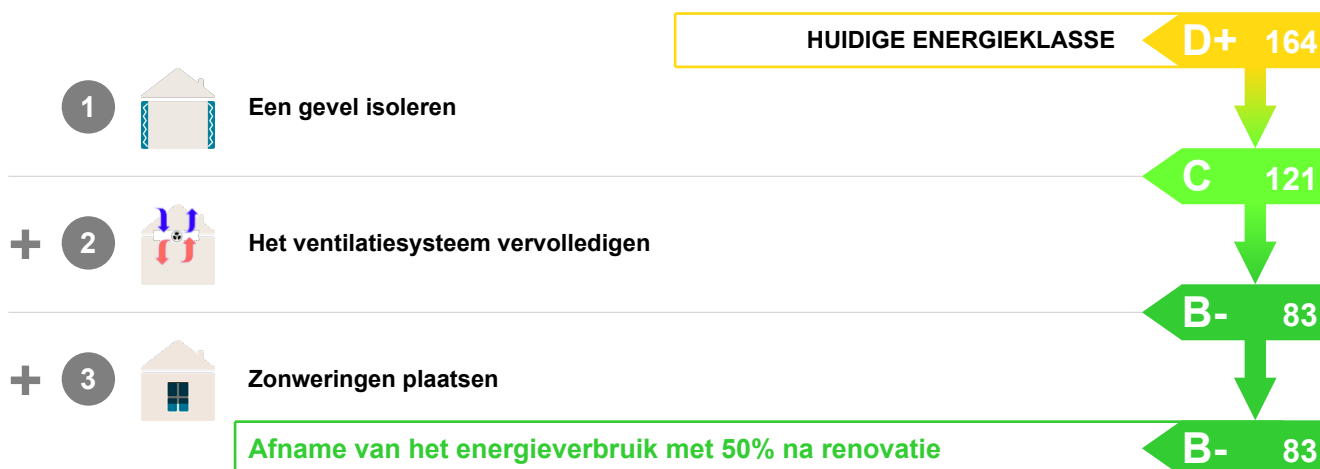 HUIDIGE ENERGIEKLASSE D+ 164
1 Een gevel isoleren
C 121
+ 2 Het ventilatiesysteem vervolledigen
B- 83
+ 3 Zonweringen plaatsen
Afname van het energieverbruik met 50% na renovatie B- 83